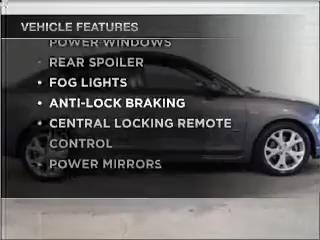 VEHICLE FEATURES
POWER WINDOWS
• REAR SPOILER
• FOG LIGHTS
• ANTI-LOCK BRAKING
• CENTRAL LOCKING REMOTE
CONTROL
• POWER MIRRORS